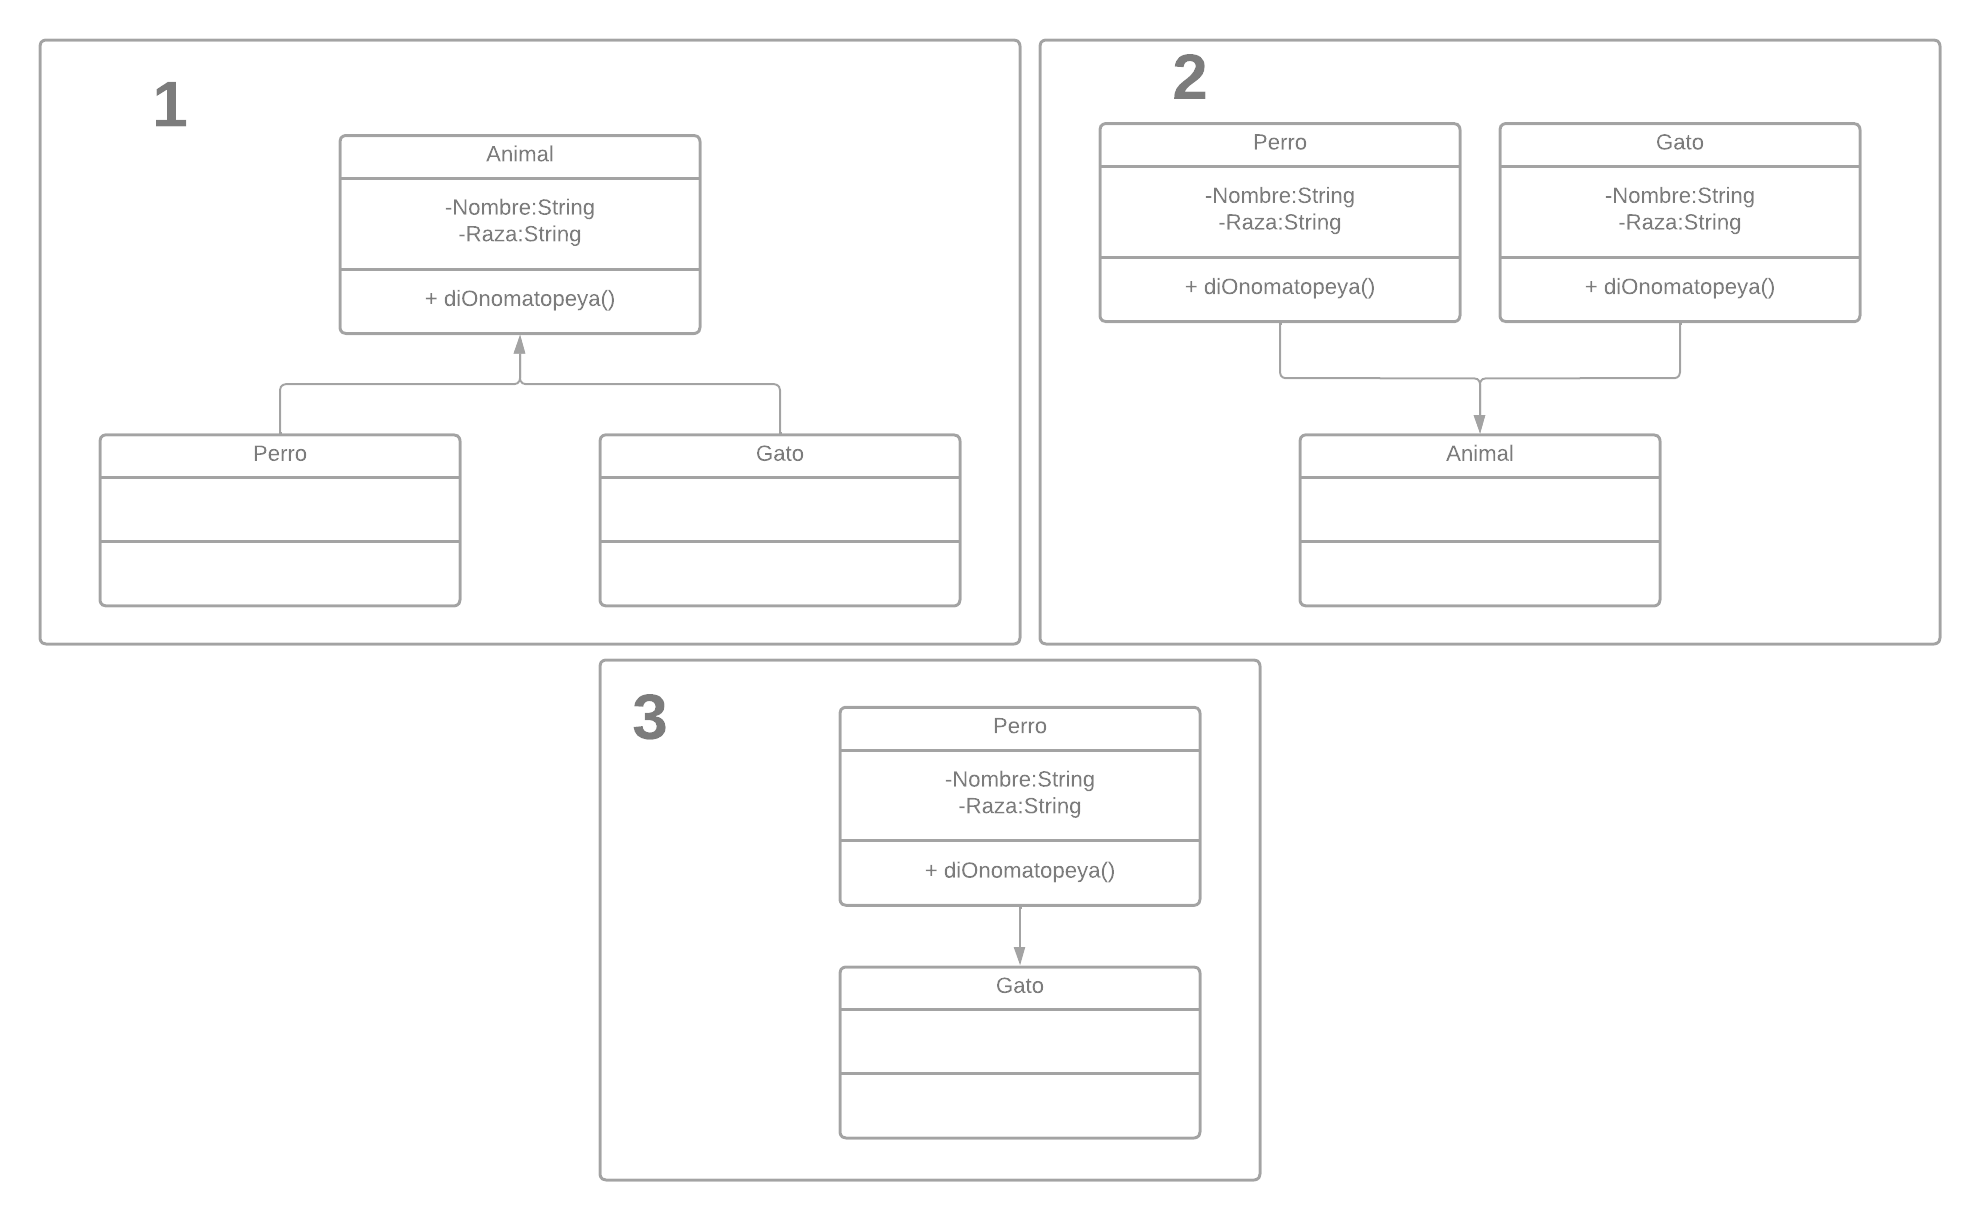 1
Animal
-Nombre:String
-Raza:String
+ diOnomatopeya()
Perro
Gato
2
Perro
Gato
-Nombre:String
-Raza:String
-Nombre:String
-Raza:String
+ diOnomatopeya()
+ diOnomatopeya()
Animal
3
Perro
-Nombre:String
-Raza:String
+ diOnomatopeya()
Gato